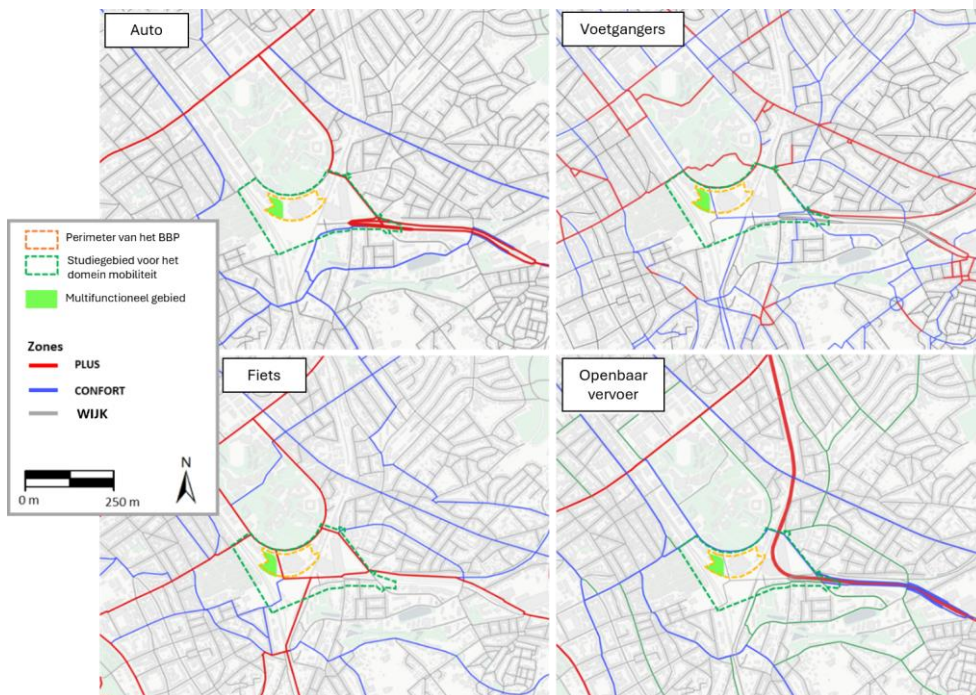 Auto
Voetgangers
Perimeter van het BBP
Studiegebied voor het
domein mobiliteit
Multifunctioneel gebied
Zones
PLUS
CONFORT
WIJK
N
0 m
250 m
Fiets
Openbaar
vervoer